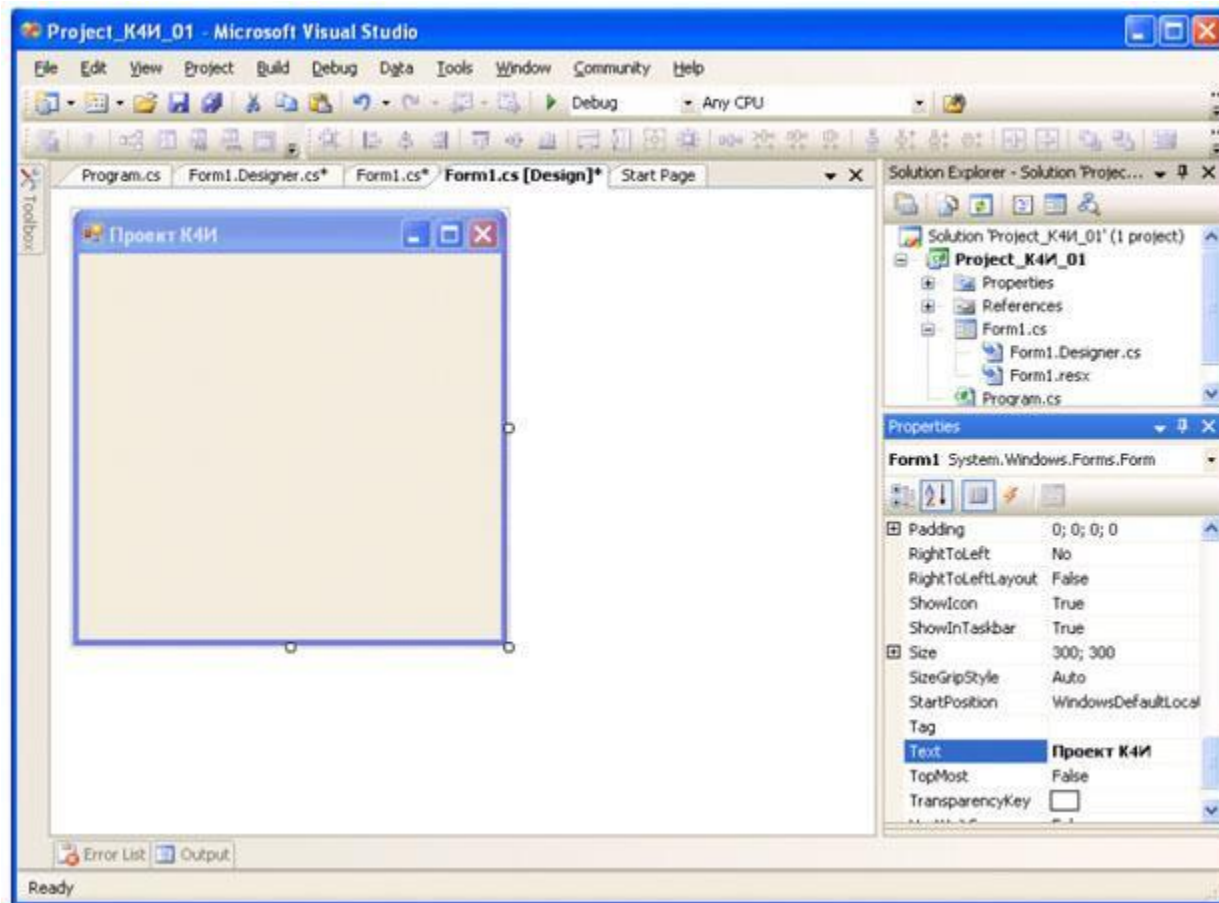 Project_К4И_01 - Microsoft Visual Studio
File Edit View Project Build Debug Data Tools Window Community Help
Debug Any CPU
Toolbox
Program.cs Form1.Designer.cs* Form1.cs* Form1.cs [Design]* Start Page
Проект К4И
Solution Explorer - Solution 'Projec...
Solution 'Project_К4И_01' (1 project)
Project_К4И_01
Properties
References
Form1.cs
Form1.Designer.cs
Form1.resx
Program.cs
Properties
Form1 System.Windows.Forms.Form
Padding 0; 0; 0; 0
RightToLeft No
RightToLeftLayout False
ShowIcon True
ShowInTaskbar True
Size 300; 300
SizeGripStyle Auto
StartPosition WindowsDefaultLocal
Tag
Text Проект К4И
TopMost False
TransparencyKey
Error List Output
Ready